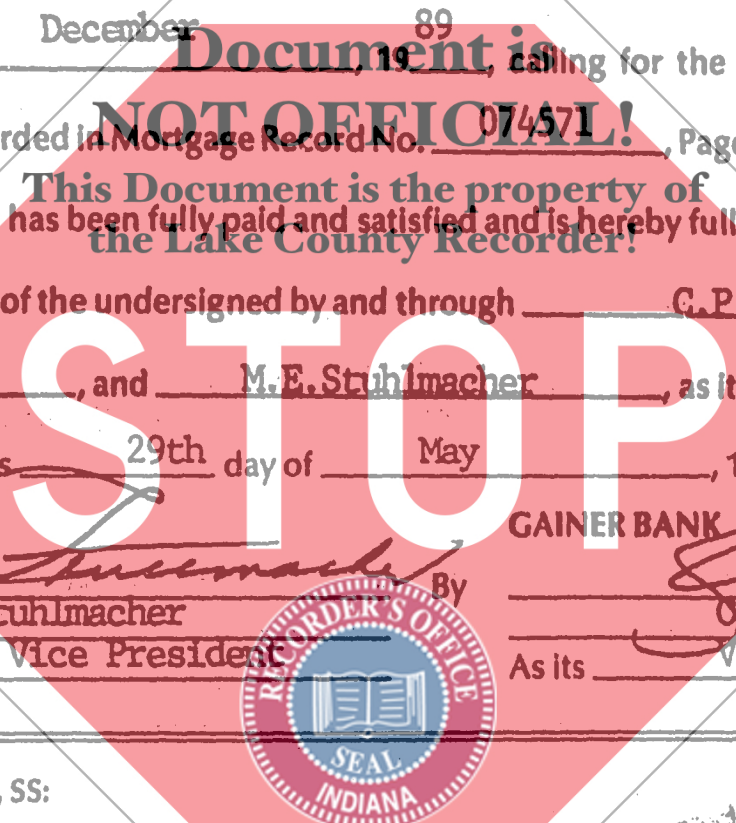 December 89
Document is
, 19 , calling for the
NOT OFFICIAL!
rded in Mortgage Record No. 074571 , Page
This Document is the property of
has been fully paid and satisfied and is hereby full
the Lake County Recorder!
of the undersigned by and through C.P
, and M.E.Stuhlmacher , as it
STOP
s 29th day of May , 1
GAINER BANK
By
tuhlmacher
Vice President
As its V
RECORDER'S OFFICE
SEAL
INDIANA
, SS: